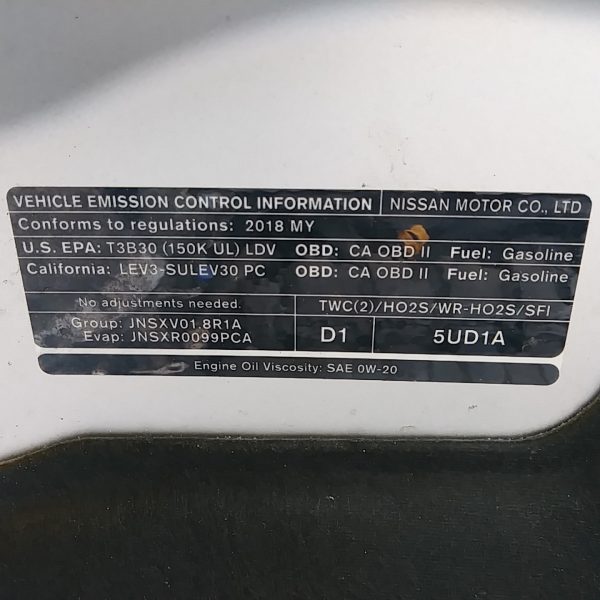 VEHICLE EMISSION CONTROL INFORMATION NISSAN MOTOR CO., LTD
Conforms to regulations: 2018 MY
U.S. EPA: T3B30 (150K UL) LDV OBD: CA OBD II Fuel: Gasoline
California: LEV3-SULEV30 PC OBD: CA OBD II Fuel: Gasoline
No adjustments needed. TWC(2)/HO2S/WR-HO2S/SFI
Group: JNSXV01.8R1A
Evap: JNSXR0099PCA
D1 5UD1A
Engine Oil Viscosity: SAE 0W-20